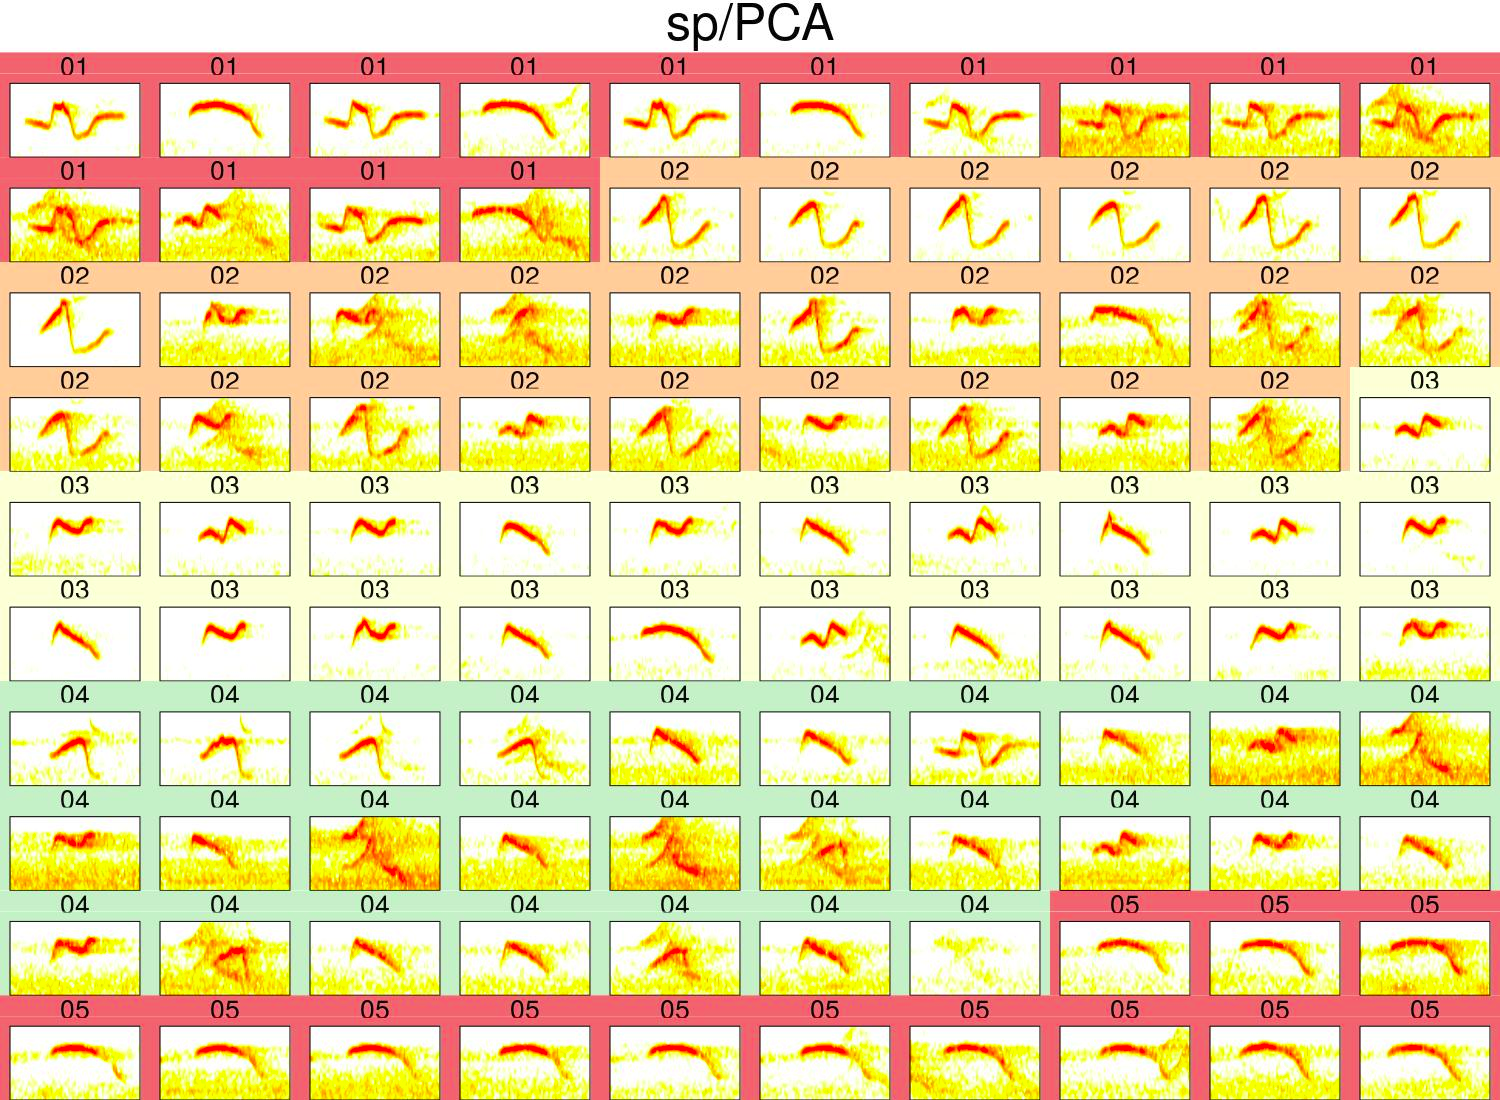 sp/PCA
01 01 01 01 01 01 01 01 01 01
01 01 01 01 02 02 02 02 02 02
02 02 02 02 02 02 02 02 02 02
02 02 02 02 02 02 02 02 02 03
03 03 03 03 03 03 03 03 03 03
03 03 03 03 03 03 03 03 03 03
04 04 04 04 04 04 04 04 04 04
04 04 04 04 04 04 04 04 04 04
04 04 04 04 04 04 04 05 05 05
05 05 05 05 05 05 05 05 05 05